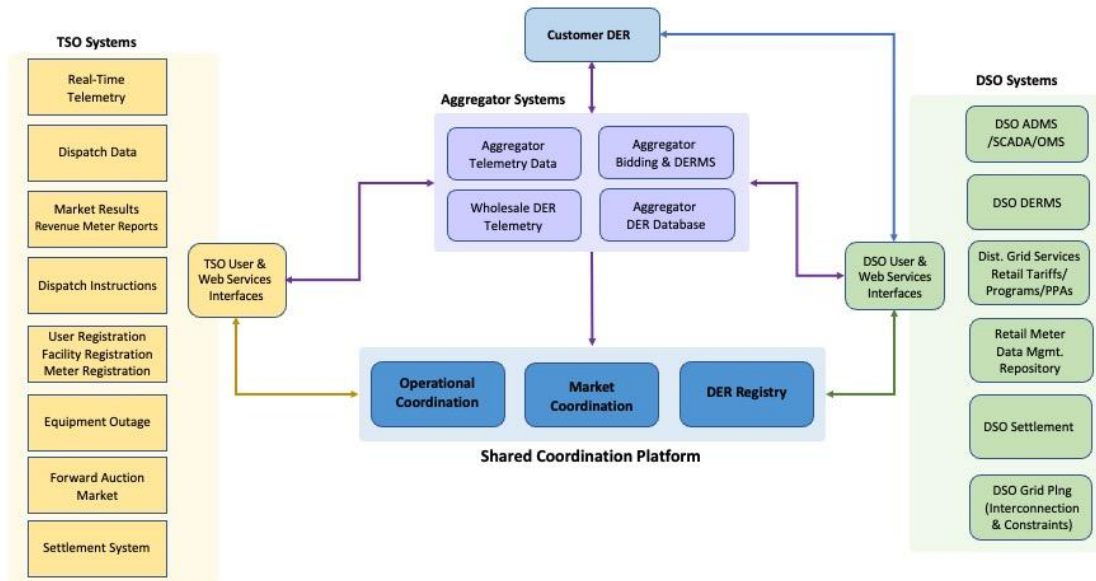 TSO Systems
Real-Time
Telemetry
Dispatch Data
Market Results
Revenue Meter Reports
Dispatch Instructions
User Registration
Facility Registration
Meter Registration
Equipment Outage
Forward Auction
Market
Settlement System
TSO User &
Web Services
Interfaces
Customer DER
Aggregator Systems
Aggregator
Telemetry Data
Aggregator
Bidding & DERMS
Wholesale DER
Telemetry
Aggregator
DER Database
Operational
Coordination
Market
Coordination
DER Registry
Shared Coordination Platform
DSO User &
Web Services
Interfaces
DSO Systems
DSO ADMS
/SCADA/OMS
DSO DERMS
Dist. Grid Services
Retail Tariffs/
Programs/PPAs
Retail Meter
Data Mgmt.
Repository
DSO Settlement
DSO Grid Plng
(Interconnection
& Constraints)